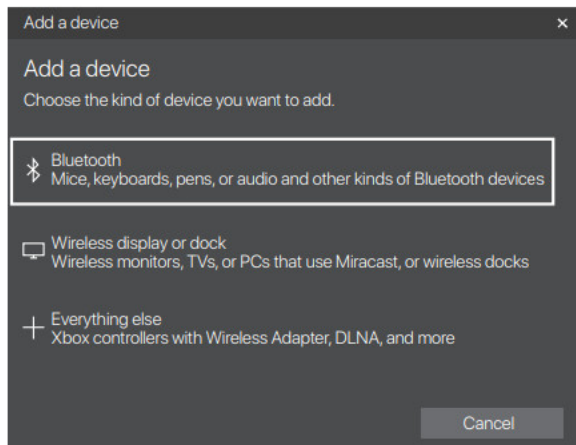 Add a device
Add a device
Choose the kind of device you want to add.
Bluetooth
Mice, keyboards, pens, or audio and other kinds of Bluetooth devices
Wireless display or dock
Wireless monitors, TVs, or PCs that use Miracast, or wireless docks
Everything else
Xbox controllers with Wireless Adapter, DLNA, and more
Cancel